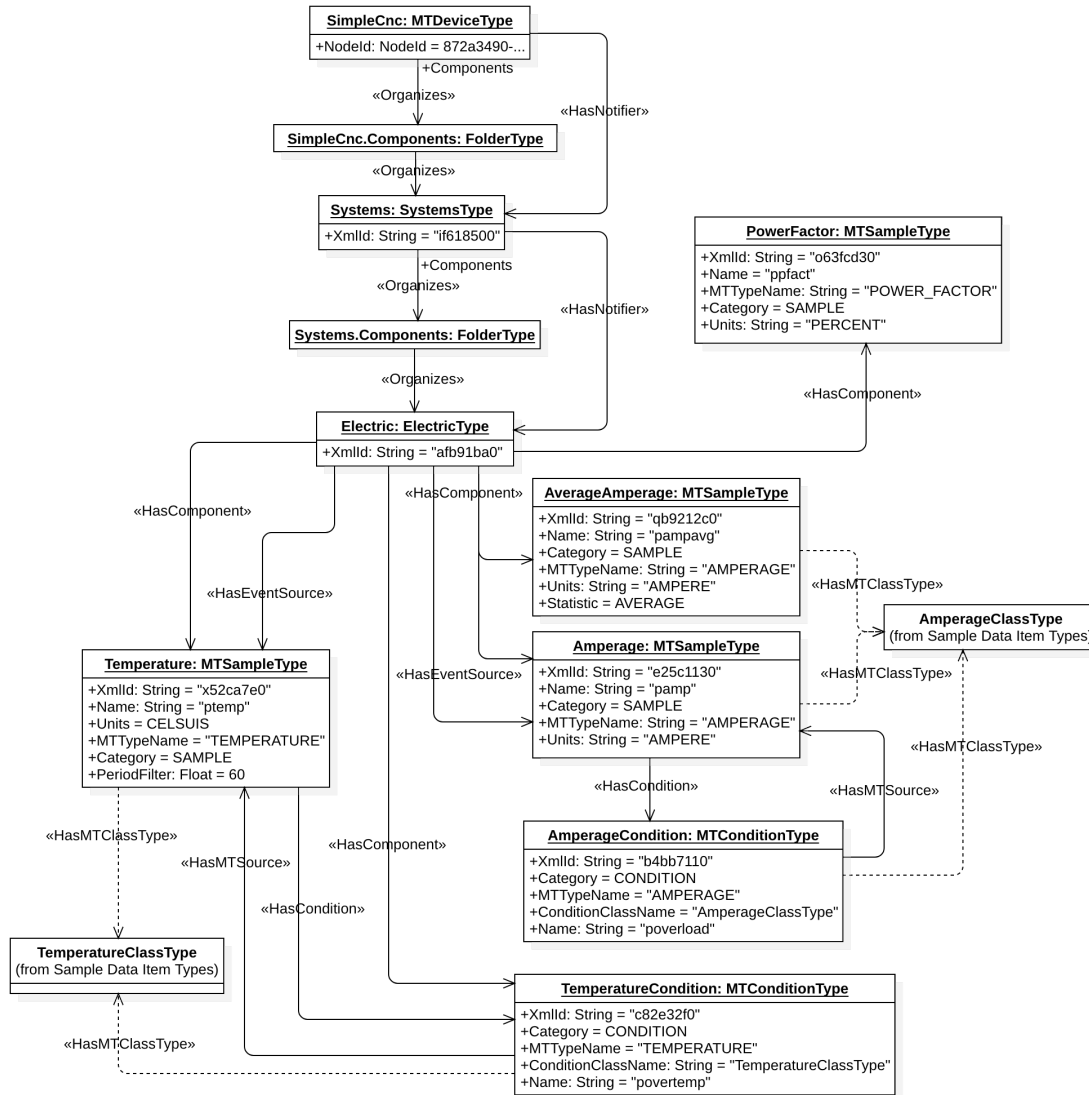 SimpleCnc: MTDeviceType
+NodeId: NodeId = 872a3490-...
+Components
«Organizes»
«HasNotifier»
SimpleCnc.Components: FolderType
«Organizes»
Systems: SystemsType
+XmlId: String = "if618500"
+Components
«Organizes»
«HasNotifier»
Systems.Components: FolderType
«Organizes»
PowerFactor: MTSampleType
+XmlId: String = "o63fcd30"
+Name = "ppfact"
+MTTypeName: String = "POWER_FACTOR"
+Category = SAMPLE
+Units: String = "PERCENT"
«HasComponent»
Electric: ElectricType
+XmlId: String = "afb91ba0"
«HasComponent»
«HasComponent»
«HasEventSource»
AverageAmperage: MTSampleType
+XmlId: String = "qb9212c0"
+Name: String = "pampavg"
+Category = SAMPLE
+MTTypeName: String = "AMPERAGE"
+Units: String = "AMPERE"
+Statistic = AVERAGE
«HasMTClassType»
AmperageClassType
(from Sample Data Item Types)
«HasEventSource»
Amperage: MTSampleType
+XmlId: String = "e25c1130"
+Name: String = "pamp"
+Category = SAMPLE
+MTTypeName: String = "AMPERAGE"
+Units: String = "AMPERE"
«HasMTClassType»
«HasMTClassType»
Temperature: MTSampleType
+XmlId: String = "x52ca7e0"
+Name: String = "ptemp"
+Units = CELSUIS
+MTTypeName = "TEMPERATURE"
+Category = SAMPLE
+PeriodFilter: Float = 60
«HasCondition»
«HasMTSource»
«HasMTClassType»
«HasMTSource»
«HasComponent»
«HasCondition»
AmperageCondition: MTConditionType
+XmlId: String = "b4bb7110"
+Category = CONDITION
+MTTypeName = "AMPERAGE"
+ConditionClassName = "AmperageClassType"
+Name: String = "poverload"
TemperatureClassType
(from Sample Data Item Types)
«HasMTClassType»
TemperatureCondition: MTConditionType
+XmlId: String = "c82e32f0"
+Category = CONDITION
+MTTypeName = "TEMPERATURE"
+ConditionClassName: String = "TemperatureClassType"
+Name: String = "povertemp"